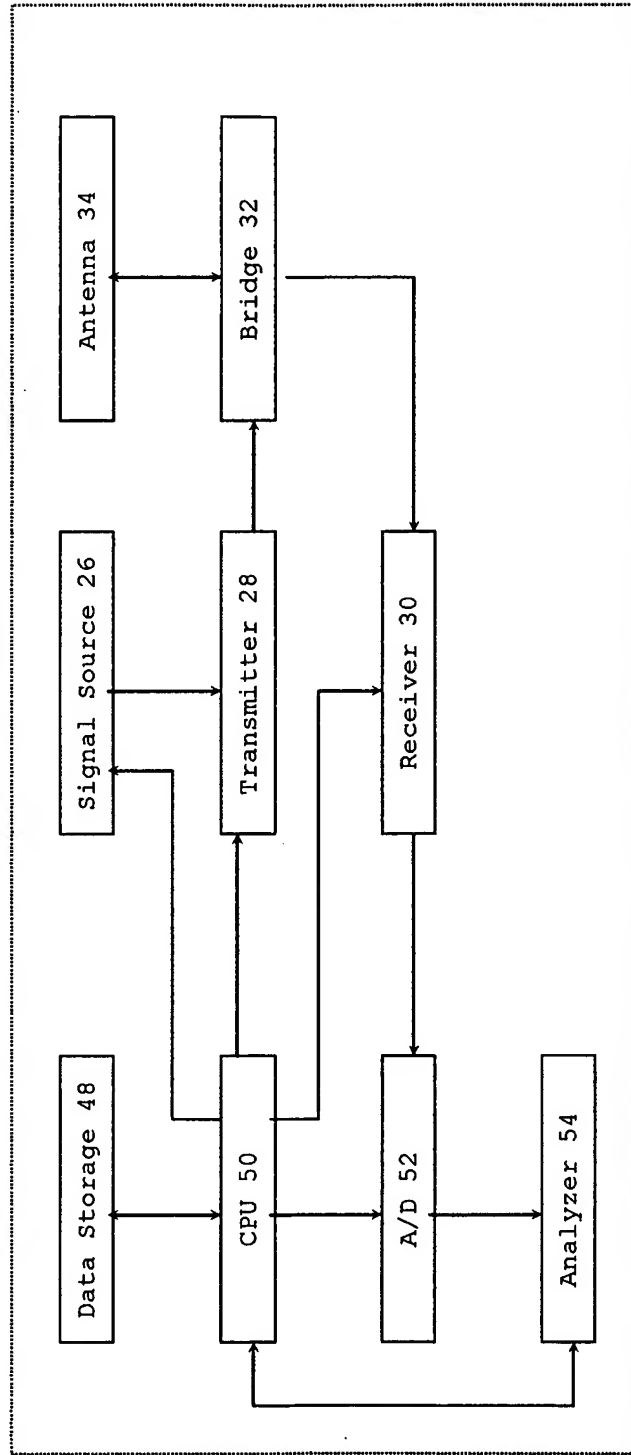 Data Storage 48
Signal Source 26
Antenna 34
CPU 50
Transmitter 28
Bridge 32
A/D 52
Receiver 30
Analyzer 54